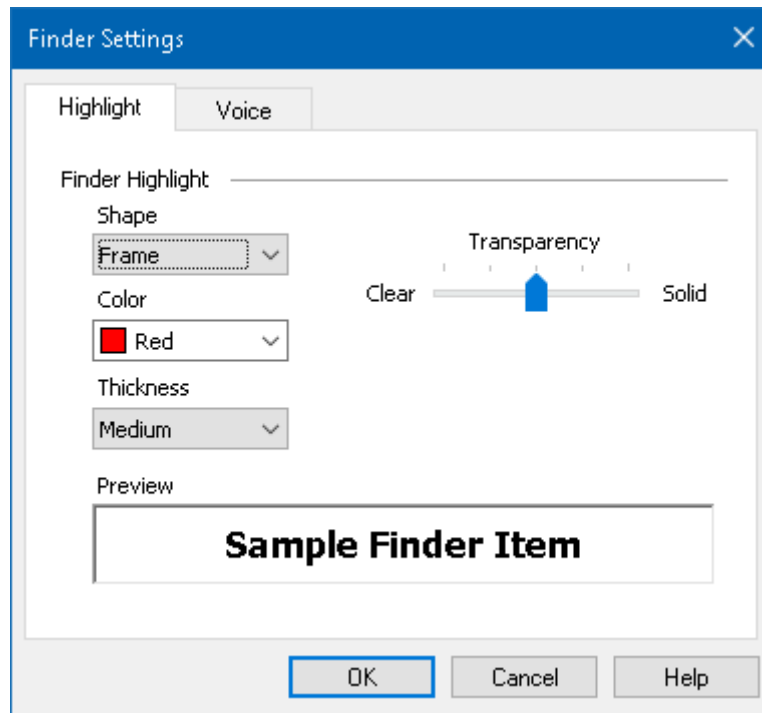 Finder Settings
Highlight Voice
Finder Highlight
Shape
Frame
Transparency
Clear Solid
Color
Red
Thickness
Medium
Preview
Sample Finder Item
OK Cancel Help